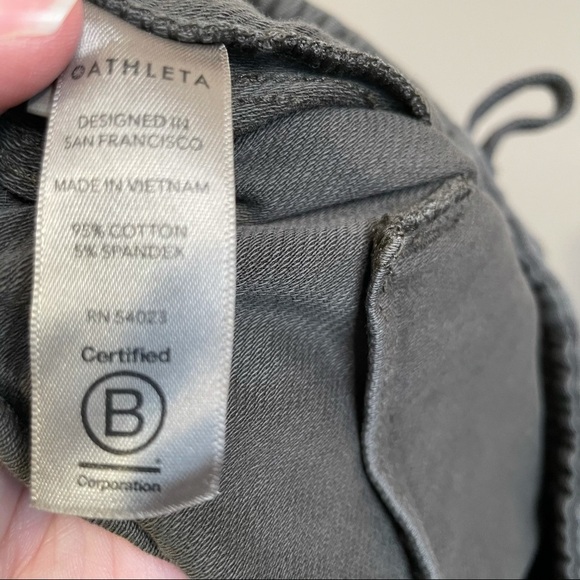 ATHLETA
DESIGNED IN
SAN FRANCISCO
MADE IN VIETNAM
95% COTTON
5% SPANDEX
RN 54023
Certified
B
Corporation